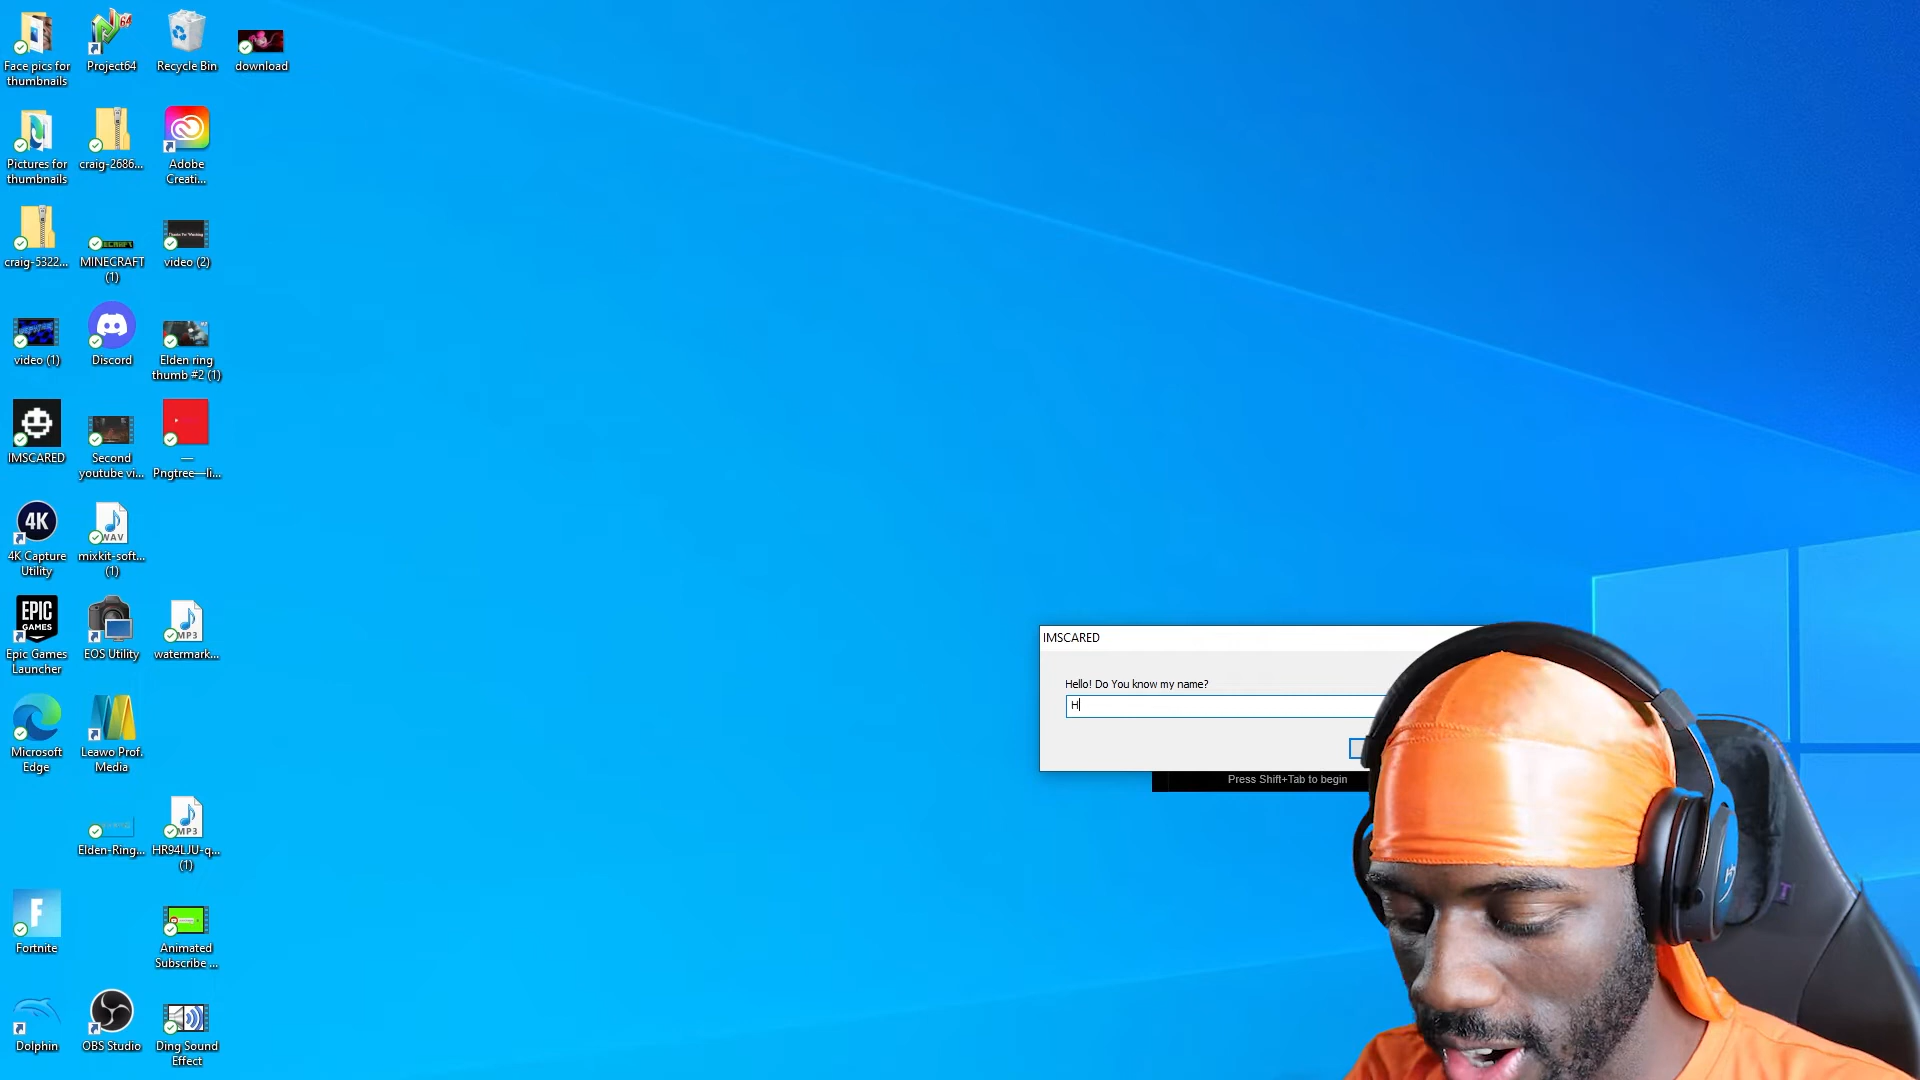 Face pics for
thumbnails
Project64
Recycle Bin
download
Pictures for
thumbnails
craig-2686...
Adobe
Creati...
craig-5322...
MINECRAFT
(1)
video (2)
video (1)
Discord
Elden ring
thumb #2 (1)
IMSCARED
Second
youtube vi...
—
Pngtree—li...
4K
4K Capture
Utility
WAV
mixkit-soft...
(1)
EPIC
GAMES
Epic Games
Launcher
EOS Utility
MP3
watermark...
Microsoft
Edge
Leawo Prof.
Media
Elden-Ring...
MP3
HR94LJU-q...
(1)
F
Fortnite
Animated
Subscribe ...
Dolphin
OBS Studio
Ding Sound
Effect
IMSCARED
Hello! Do You know my name?
H
Press Shift+Tab to begin